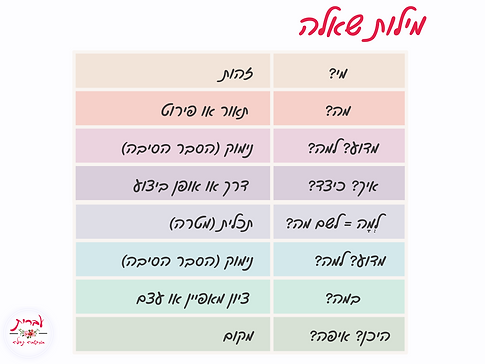 מילות שאלה
מי? זהות
מה? תאור או פירוט
מדוע? למה? נימוק (הסבר הסיבה)
איך? כיצד? דרך או אופן ביצוע
לְמָה = לשם מה? תכלית (מטרה)
מדוע? למה? נימוק (הסבר הסיבה)
במה? ציון מאפיין או עצם
היכן? איפה? מקום
עברית